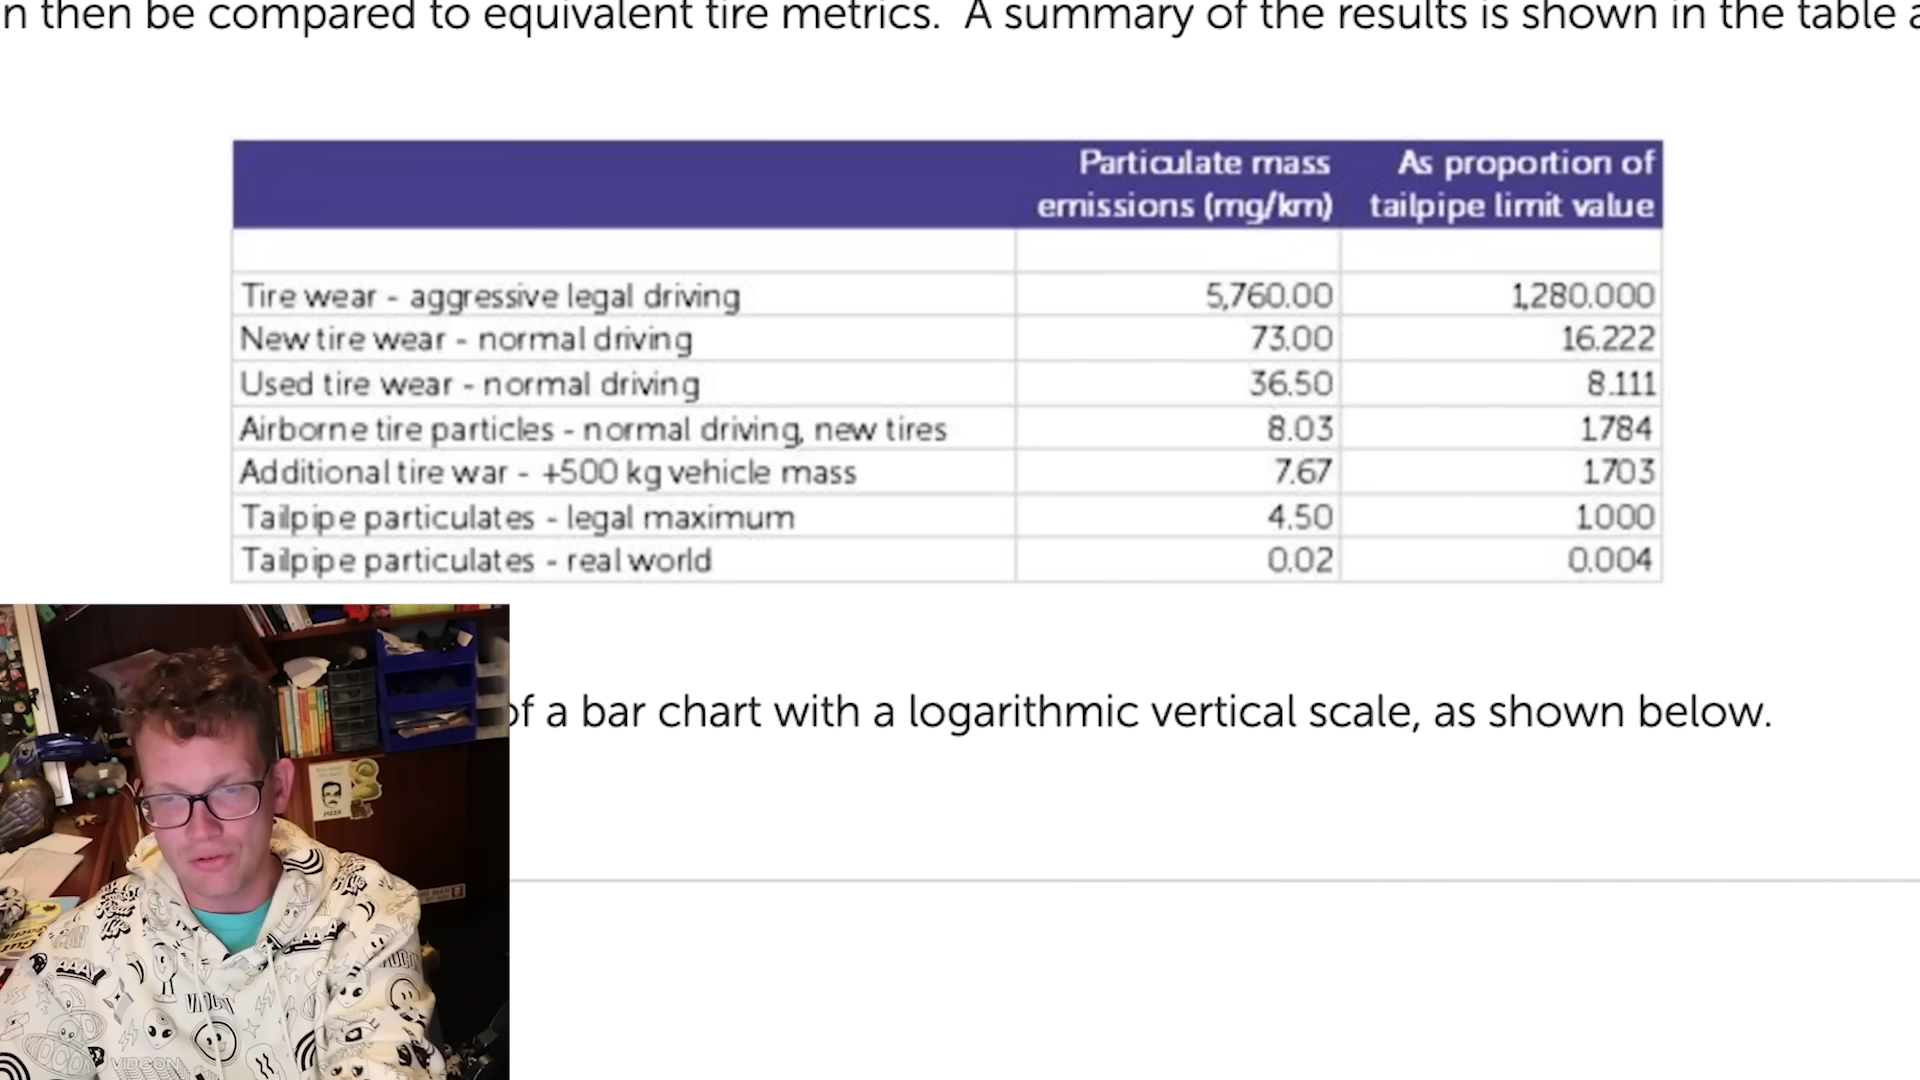 n then be compared to equivalent tire metrics. A summary of the results is shown in the table a
Particulate mass emissions (mg/km) As proportion of tailpipe limit value
Tire wear - aggressive legal driving 5,760.00 1,280.000
New tire wear - normal driving 73.00 16.222
Used tire wear - normal driving 36.50 8.111
Airborne tire particles - normal driving, new tires 8.03 1.784
Additional tire war - +500 kg vehicle mass 7.67 1.703
Tailpipe particulates - legal maximum 4.50 1.000
Tailpipe particulates - real world 0.02 0.004
of a bar chart with a logarithmic vertical scale, as shown below.
PIZZA
AAAY
VIDCON